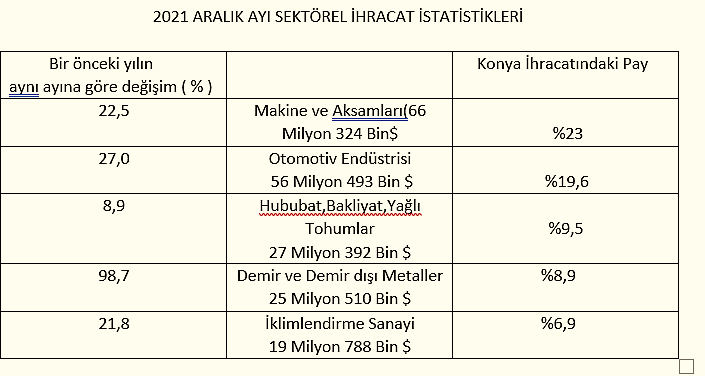 2021 ARALIK AYI SEKTÖREL İHRACAT İSTATİSTİKLERİ
Bir önceki yılın
aynı ayına göre değişim ( % )
Konya İhracatındaki Pay
22,5
Makine ve Aksamları(66
Milyon 324 Bin$
%23
27,0
Otomotiv Endüstrisi
56 Milyon 493 Bin $
%19,6
8,9
Hububat,Bakliyat,Yağlı
Tohumlar
27 Milyon 392 Bin $
%9,5
98,7
Demir ve Demir dışı Metaller
25 Milyon 510 Bin $
%8,9
21,8
İklimlendirme Sanayi
19 Milyon 788 Bin $
%6,9